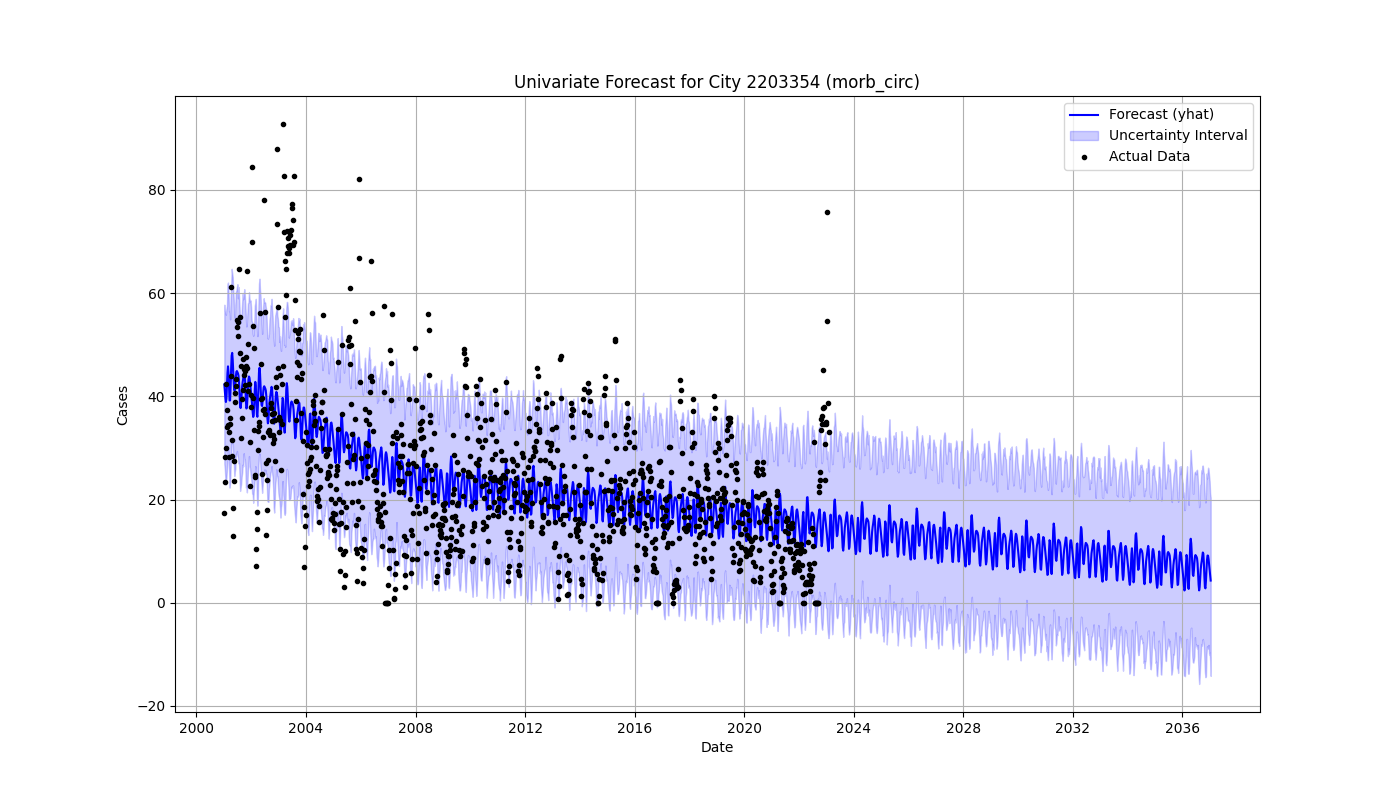 Univariate Forecast for City 2203354 (morb_circ)
Forecast (yhat)
Uncertainty Interval
Actual Data
Cases
80
60
40
20
0
−20
2000 2004 2008 2012 2016 2020 2024 2028 2032 2036
Date